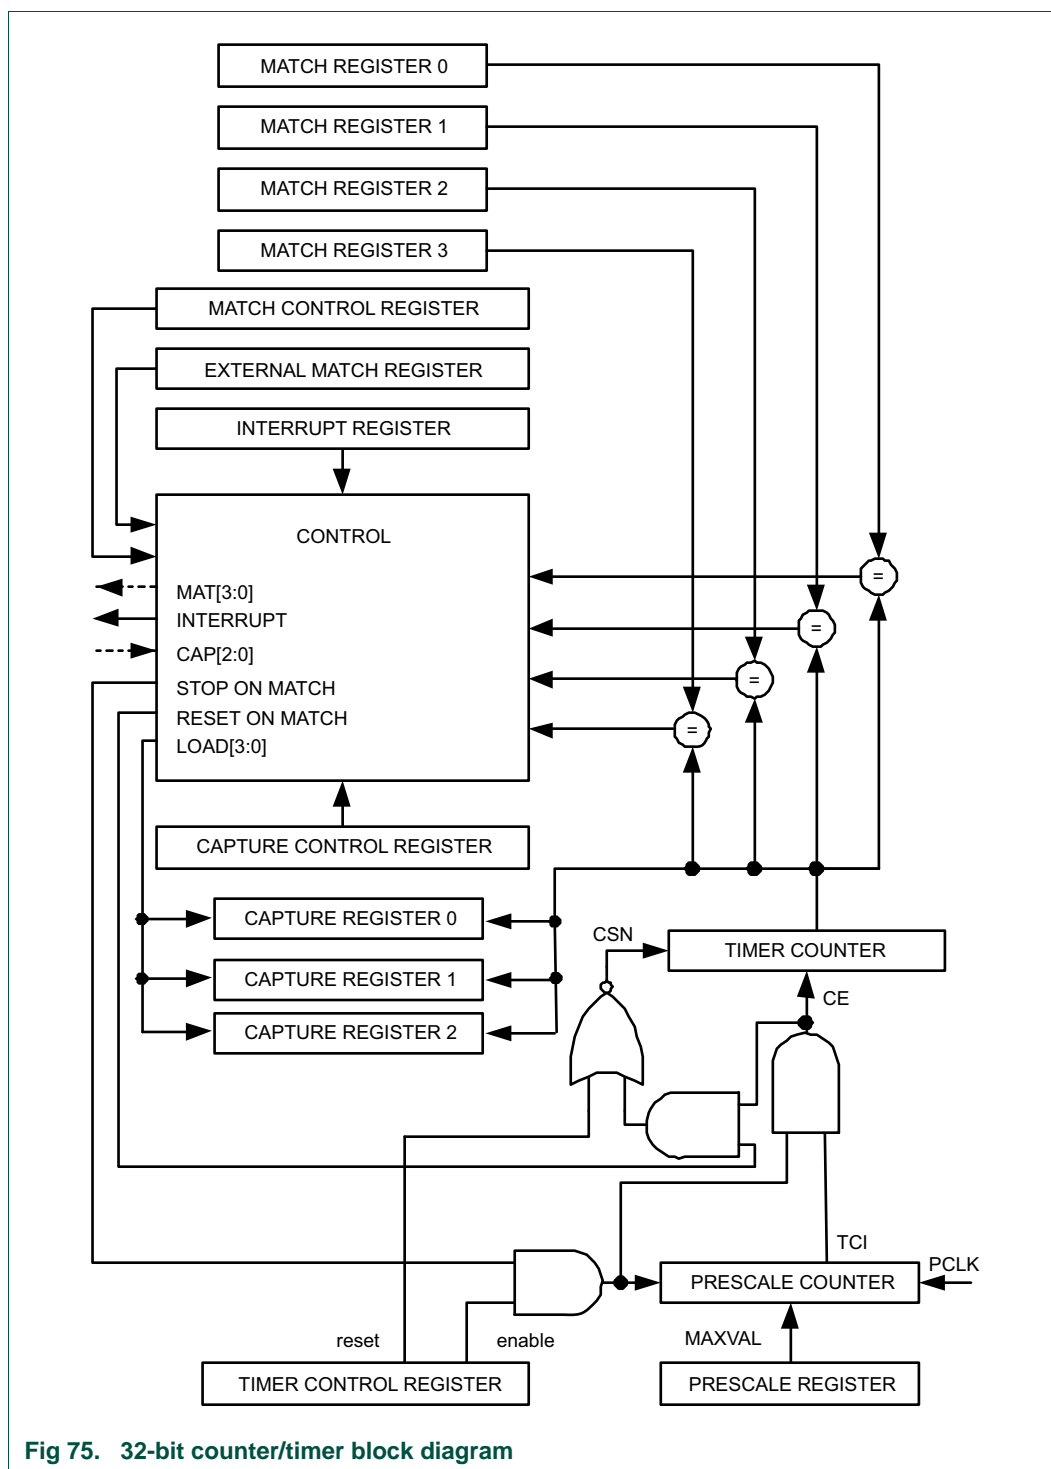 MATCH REGISTER 0
MATCH REGISTER 1
MATCH REGISTER 2
MATCH REGISTER 3
MATCH CONTROL REGISTER
EXTERNAL MATCH REGISTER
INTERRUPT REGISTER
CONTROL
=
MAT[3:0]
INTERRUPT
=
CAP[2:0]
=
STOP ON MATCH
RESET ON MATCH
=
LOAD[3:0]
CAPTURE CONTROL REGISTER
CAPTURE REGISTER 0
CSN
TIMER COUNTER
CAPTURE REGISTER 1
CE
CAPTURE REGISTER 2
TCI
PCLK
PRESCALE COUNTER
reset
enable
MAXVAL
TIMER CONTROL REGISTER
PRESCALE REGISTER
Fig 75. 32-bit counter/timer block diagram